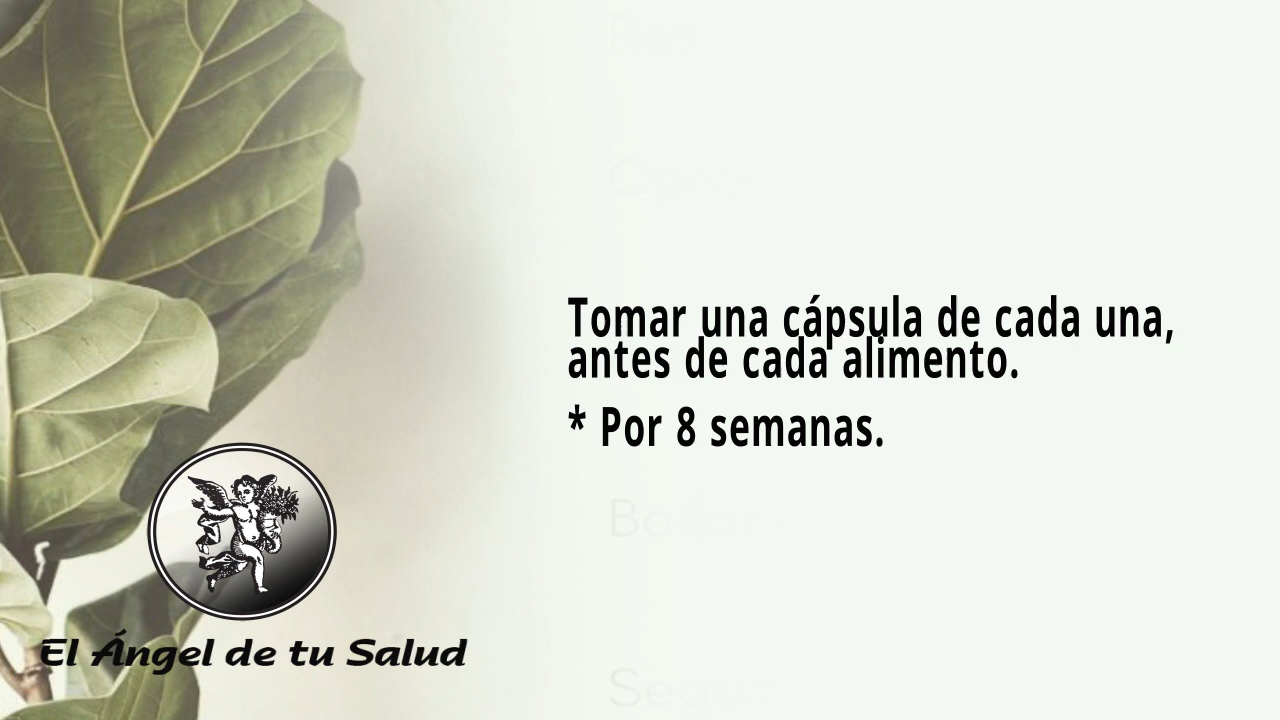 Tomar una cápsula de cada una,
antes de cada alimento.
* Por 8 semanas.
El Ángel de tu Salud